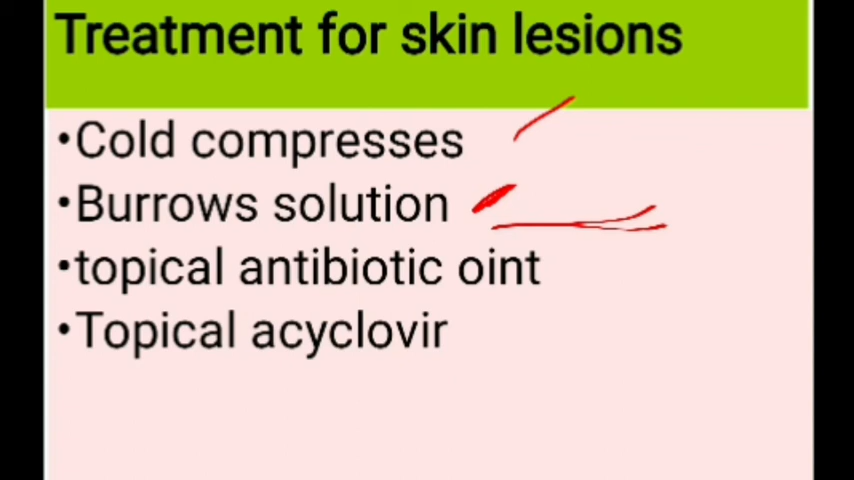 Treatment for skin lesions
•Cold compresses
•Burrows solution
•topical antibiotic oint
•Topical acyclovir